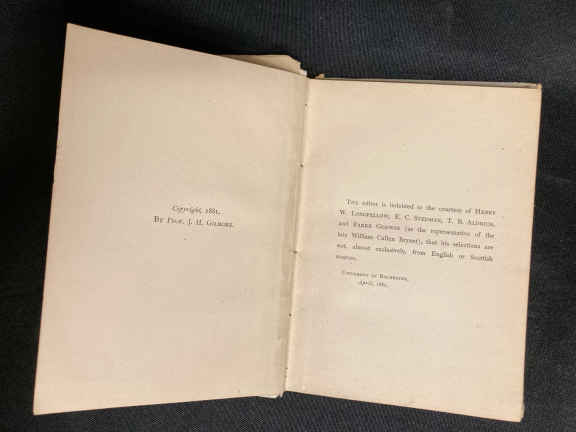 Copyright, 1881,
By Prof. J. H. Gilmore.
The editor is indebted to the courtesy of Henry
W. Longfellow, E. C. Stedman, T. B. Aldrich,
and Parke Godwin (as the representative of the
late William Cullen Bryant), that his selections are
not, almost exclusively, from English or Scottish
sources.
University of Rochester,
April, 1881.